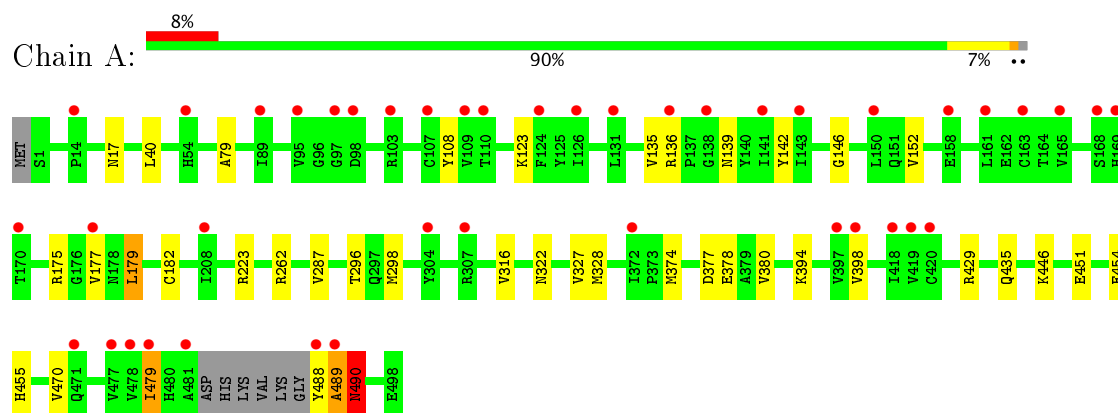 8%
Chain A:
90% 7% ••
MET S1 P14 N17 L40 H54 A79 I89 V95 G96 G97 D98 R103 C107 Y108 V109 T110 K123 F124 Y125 I126 L131 V135 R136 P137 G138 N139 Y140 I141 Y142 I143 G146 L150 Q151 V152 E158 L161 E162 C163 T164 V165 S168 H169
T170 R175 G176 V177 N178 L179 C182 I208 R223 R262 V287 T296 Q297 M298 Y304 R307 V316 N322 V327 M328 I372 P373 M374 D377 E378 A379 V380 K394 V397 V398 I418 V419 C420 R429 Q435 K446 E451 E454
H455 V470 Q471 V477 V478 I479 H480 A481 ASP HIS LYS VAL LYS GLY Y488 A489 N490 E498